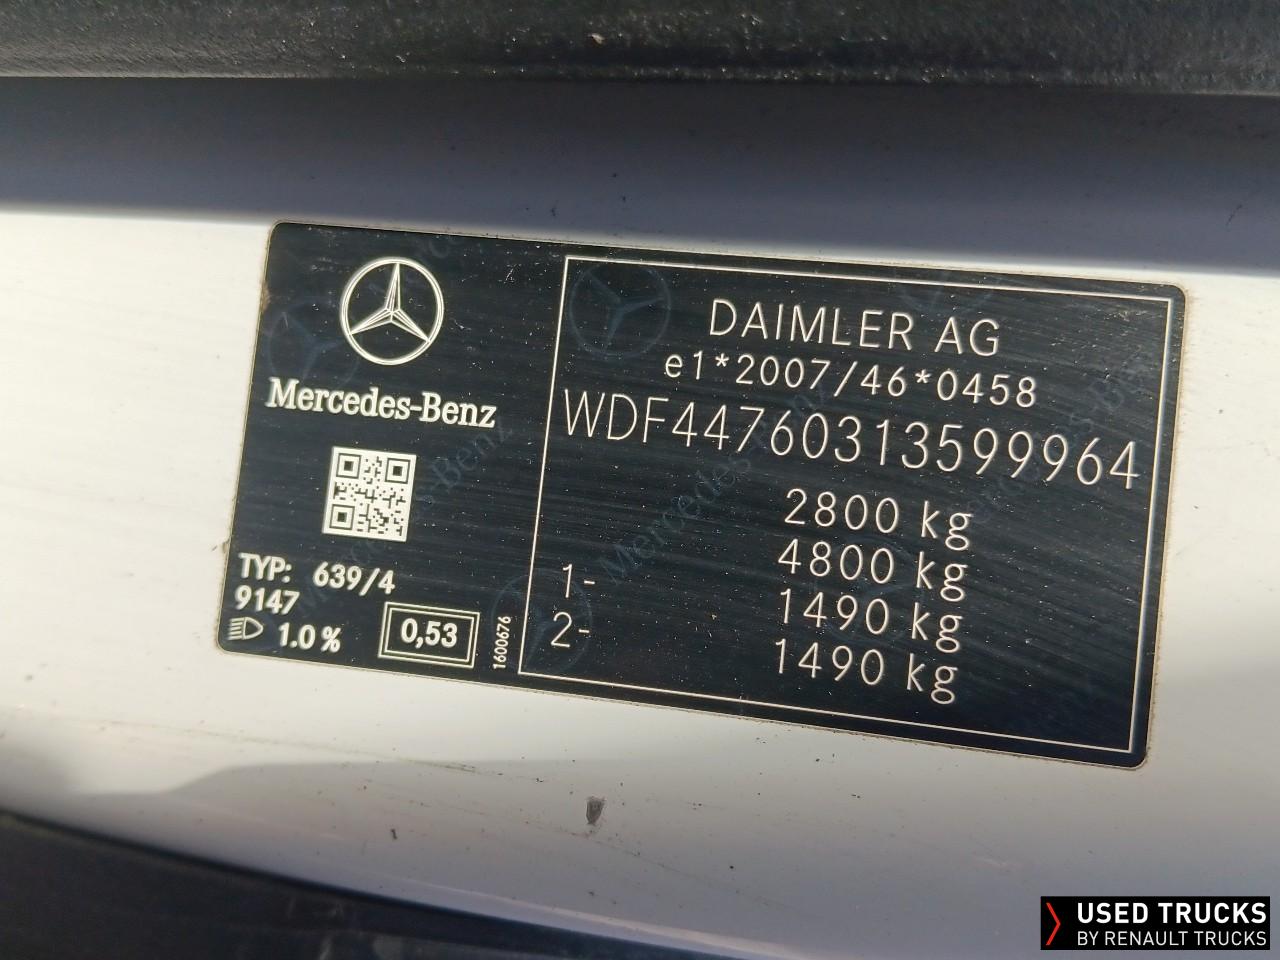 Mercedes-Benz
TYP: 639/4
9147
1.0 %
0,53
1600676
DAIMLER AG
e1*2007/46*0458
WDF44760313599964
2800 kg
4800 kg
1- 1490 kg
2- 1490 kg
USED TRUCKS
BY RENAULT TRUCKS